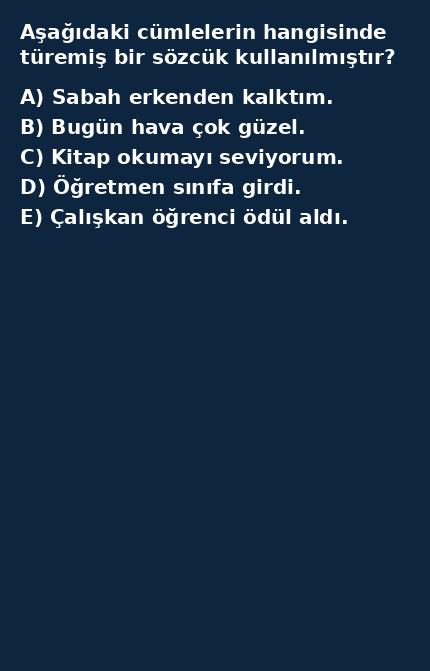 Aşağıdaki cümlelerin hangisinde
türemiş bir sözcük kullanılmıştır?
A) Sabah erkenden kalktım.
B) Bugün hava çok güzel.
C) Kitap okumayı seviyorum.
D) Öğretmen sınıfa girdi.
E) Çalışkan öğrenci ödül aldı.